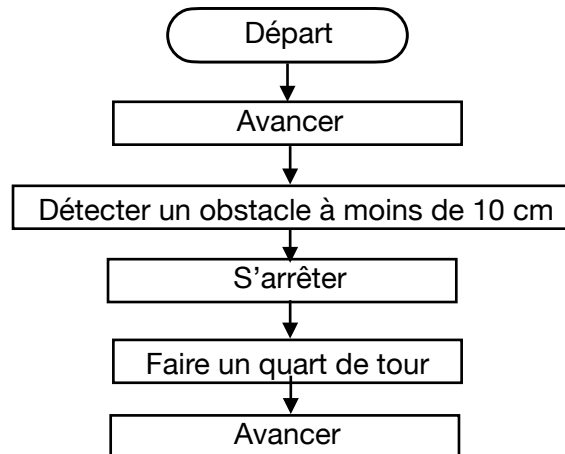 Départ
Avancer
Détecter un obstacle à moins de 10 cm
S’arrêter
Faire un quart de tour
Avancer